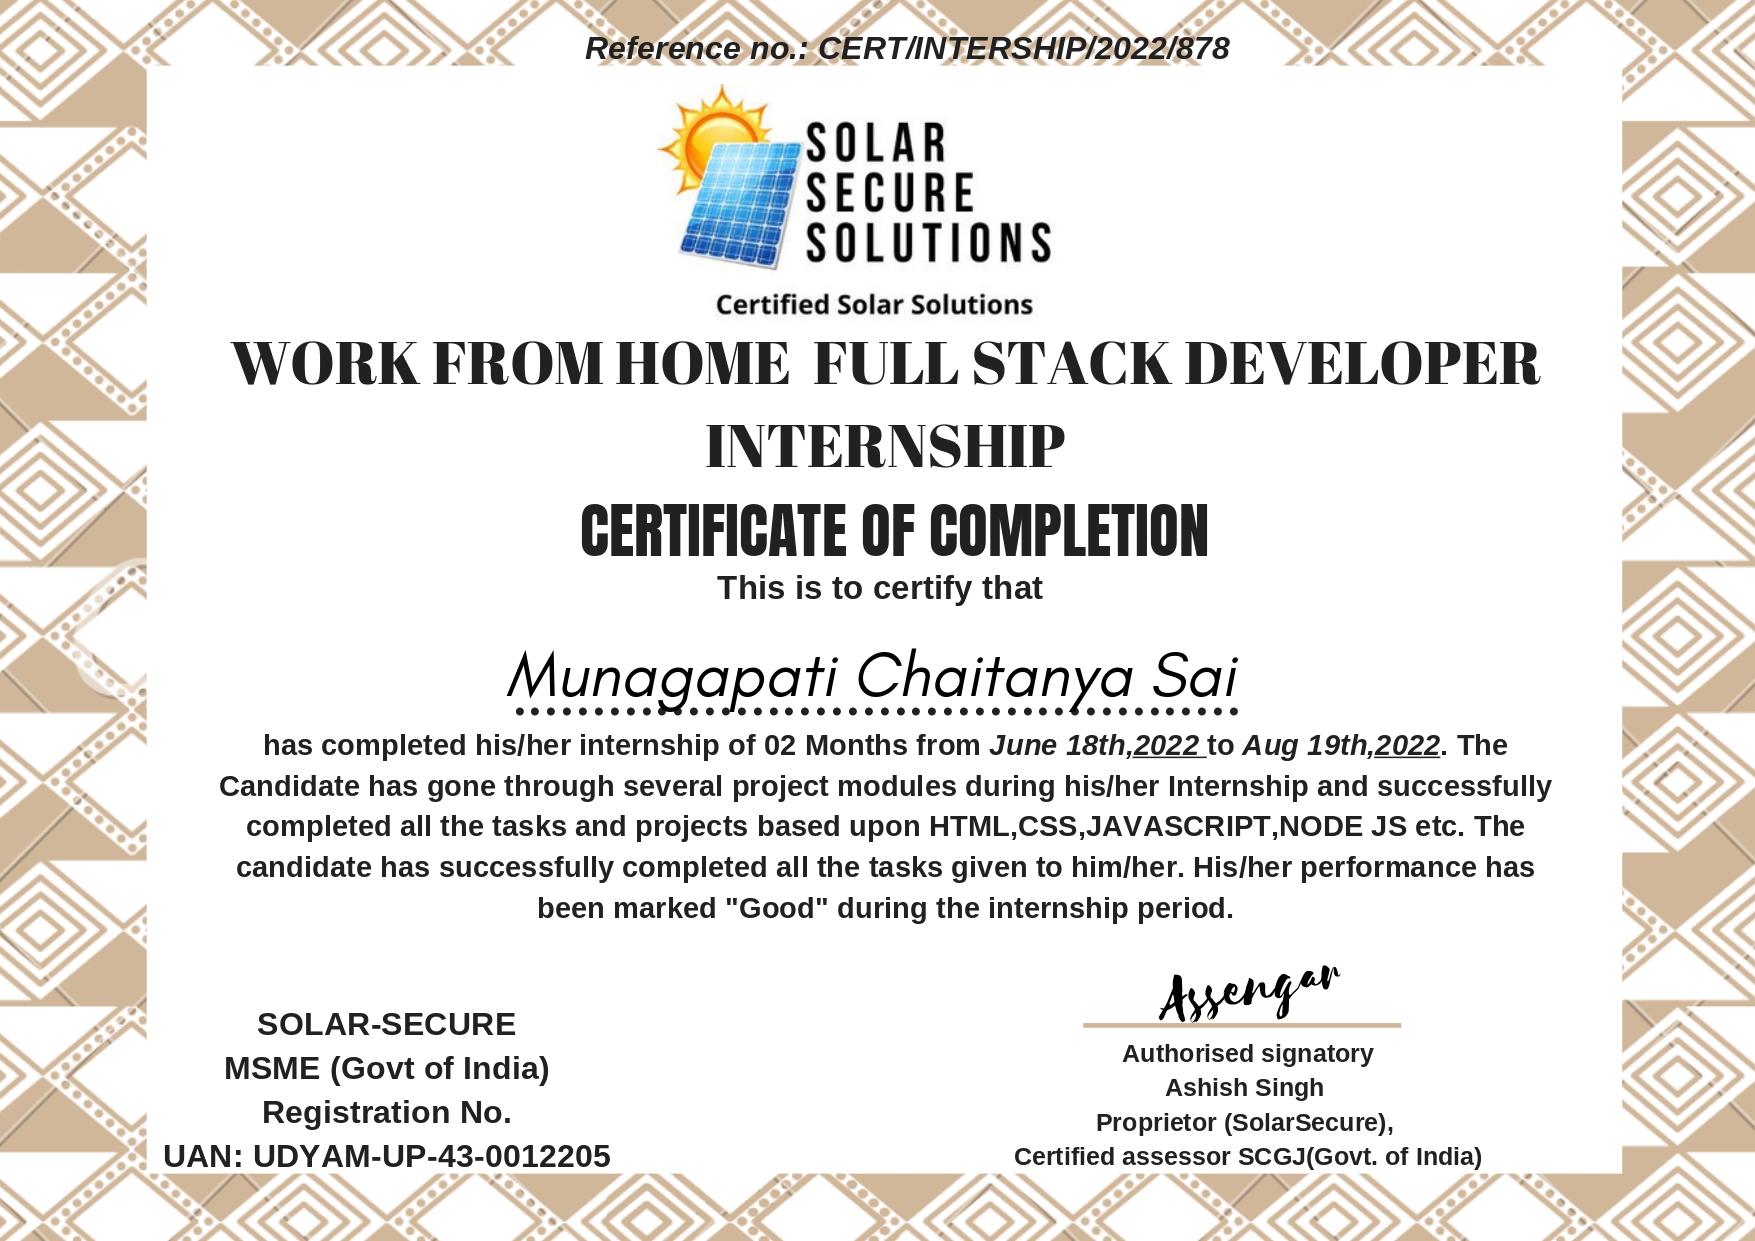 Reference no.: CERT/INTERSHIP/2022/878
SOLAR
SECURE
SOLUTIONS
Certified Solar Solutions
WORK FROM HOME FULL STACK DEVELOPER
INTERNSHIP
CERTIFICATE OF COMPLETION
This is to certify that
Munagapati Chaitanya Sai
has completed his/her internship of 02 Months from June 18th,2022 to Aug 19th,2022. The
Candidate has gone through several project modules during his/her Internship and successfully
completed all the tasks and projects based upon HTML,CSS,JAVASCRIPT,NODE JS etc. The
candidate has successfully completed all the tasks given to him/her. His/her performance has
been marked "Good" during the internship period.
SOLAR-SECURE
MSME (Govt of India)
Registration No.
UAN: UDYAM-UP-43-0012205
Assengar
Authorised signatory
Ashish Singh
Proprietor (SolarSecure),
Certified assessor SCGJ(Govt. of India)